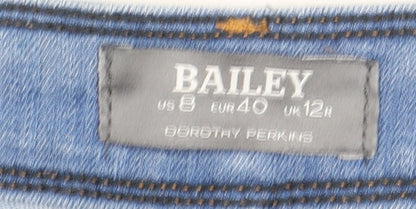 BAILEY
US 8 EUR 40 UK 12R
DOROTHY PERKINS